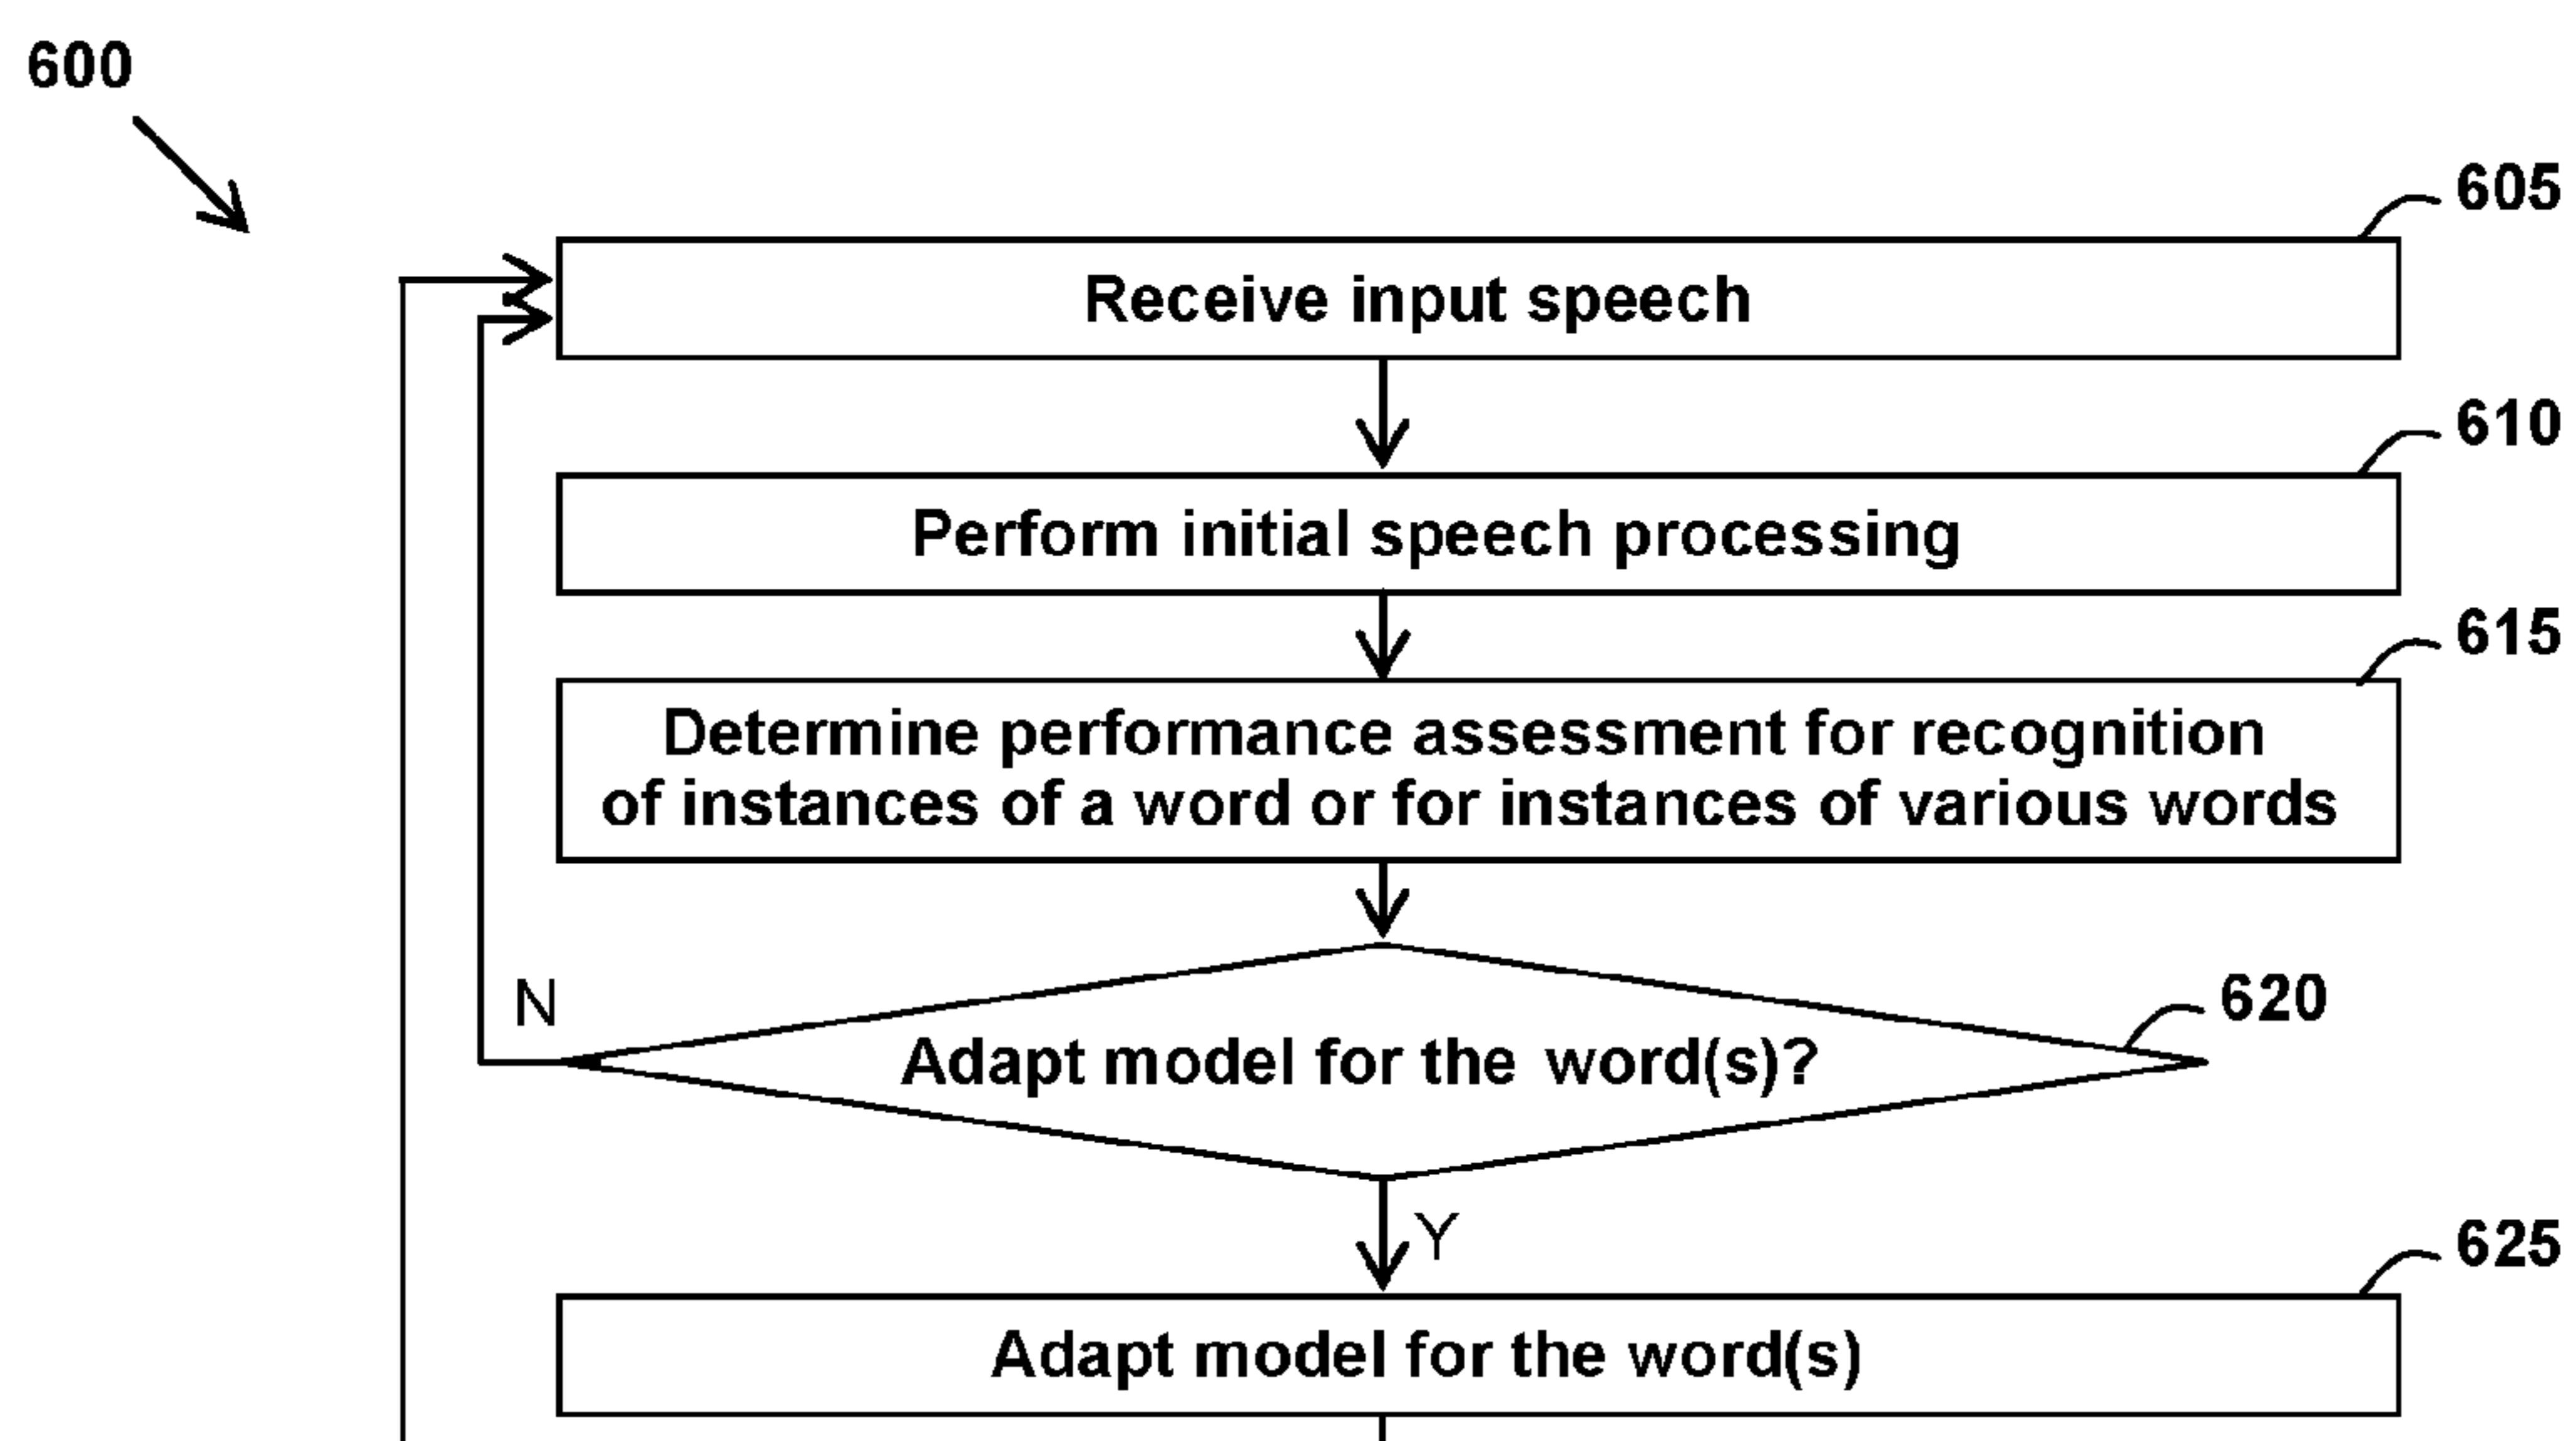 600
605
Receive input speech
610
Perform initial speech processing
615
Determine performance assessment for recognition
of instances of a word or for instances of various words
N
620
Adapt model for the word(s)?
Y
625
Adapt model for the word(s)